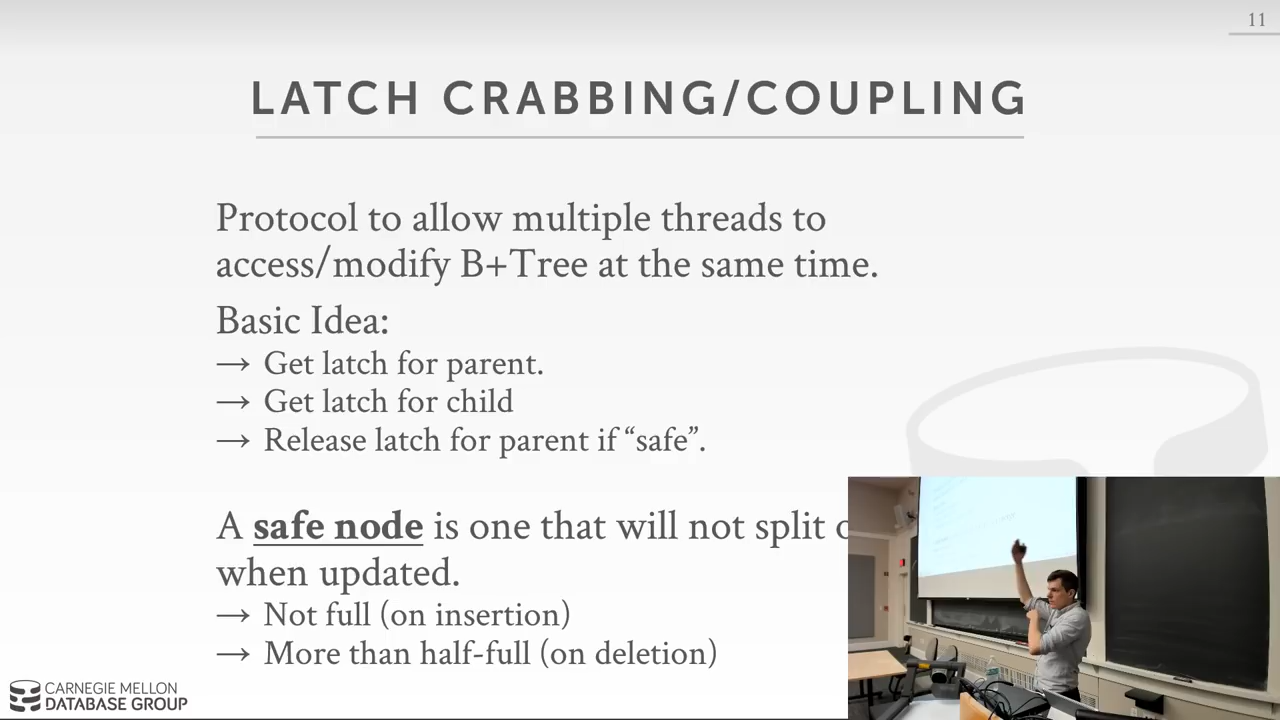 11
LATCH CRABBING/COUPLING
Protocol to allow multiple threads to
access/modify B+Tree at the same time.
Basic Idea:
→ Get latch for parent.
→ Get latch for child
→ Release latch for parent if “safe”.
A safe node is one that will not split
when updated.
→ Not full (on insertion)
→ More than half-full (on deletion)
CARNEGIE MELLON
DATABASE GROUP